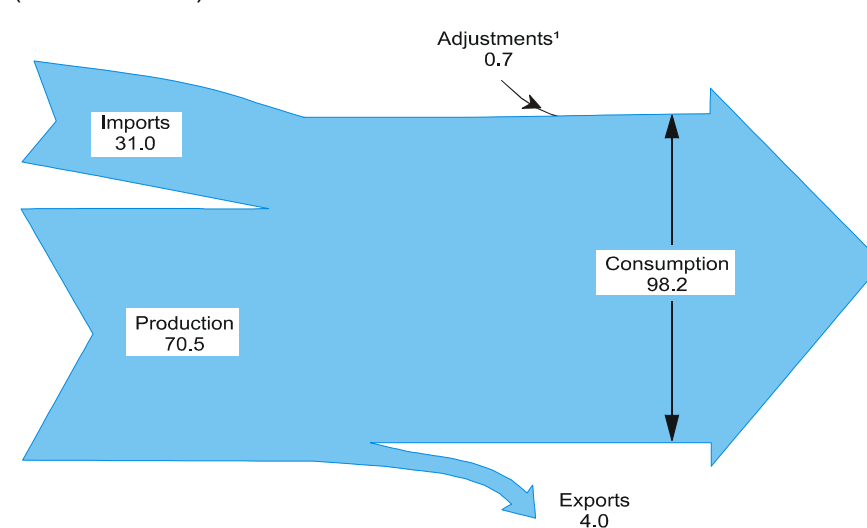 Adjustments¹
0.7
Imports
31.0
Consumption
98.2
Production
70.5
Exports
4.0